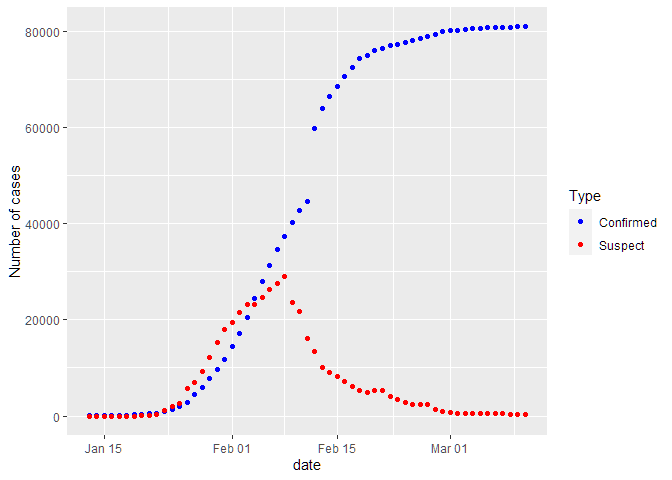 80000
60000
40000
20000
0
Number of cases
Jan 15
Feb 01
Feb 15
Mar 01
date
Type
Confirmed
Suspect